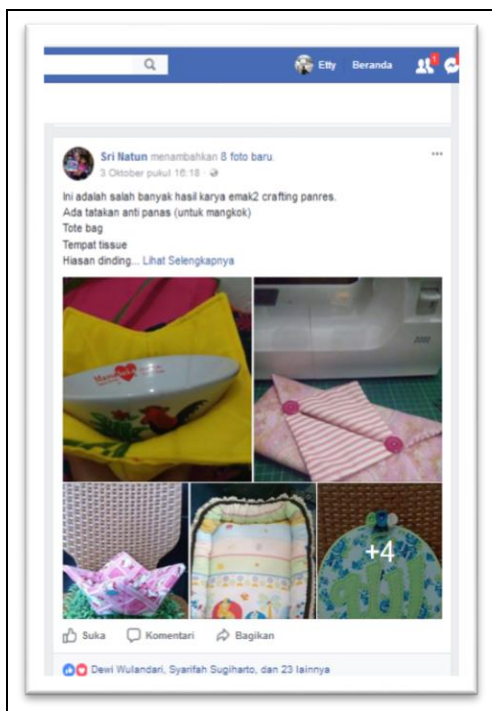 Etty Beranda 1
Sri Natun menambahkan 8 foto baru.
3 Oktober pukul 16:18
Ini adalah salah banyak hasil karya emak2 crafting panres.
Ada tatakan anti panas (untuk mangkok)
Tote bag
Tempat tissue
Hiasan dinding... Lihat Selengkapnya
+4
Suka Komentari Bagikan
Dewi Wulandari, Syarifah Sugiharto, dan 23 lainnya